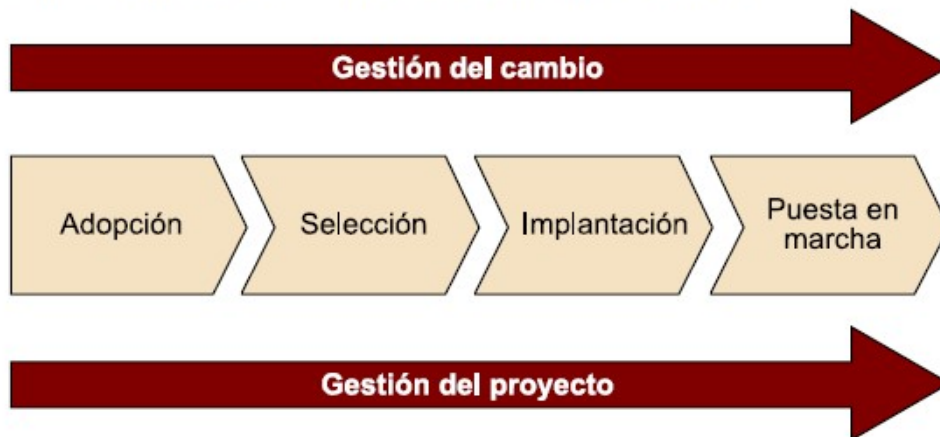 Gestión del cambio
Adopción
Selección
Implantación
Puesta en
marcha
Gestión del proyecto